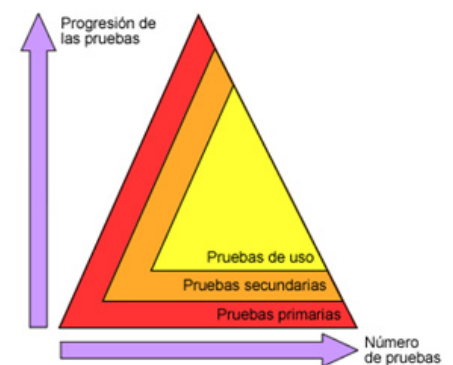 Progresión de
las pruebas
Pruebas de uso
Pruebas secundarias
Pruebas primarias
Número
de pruebas